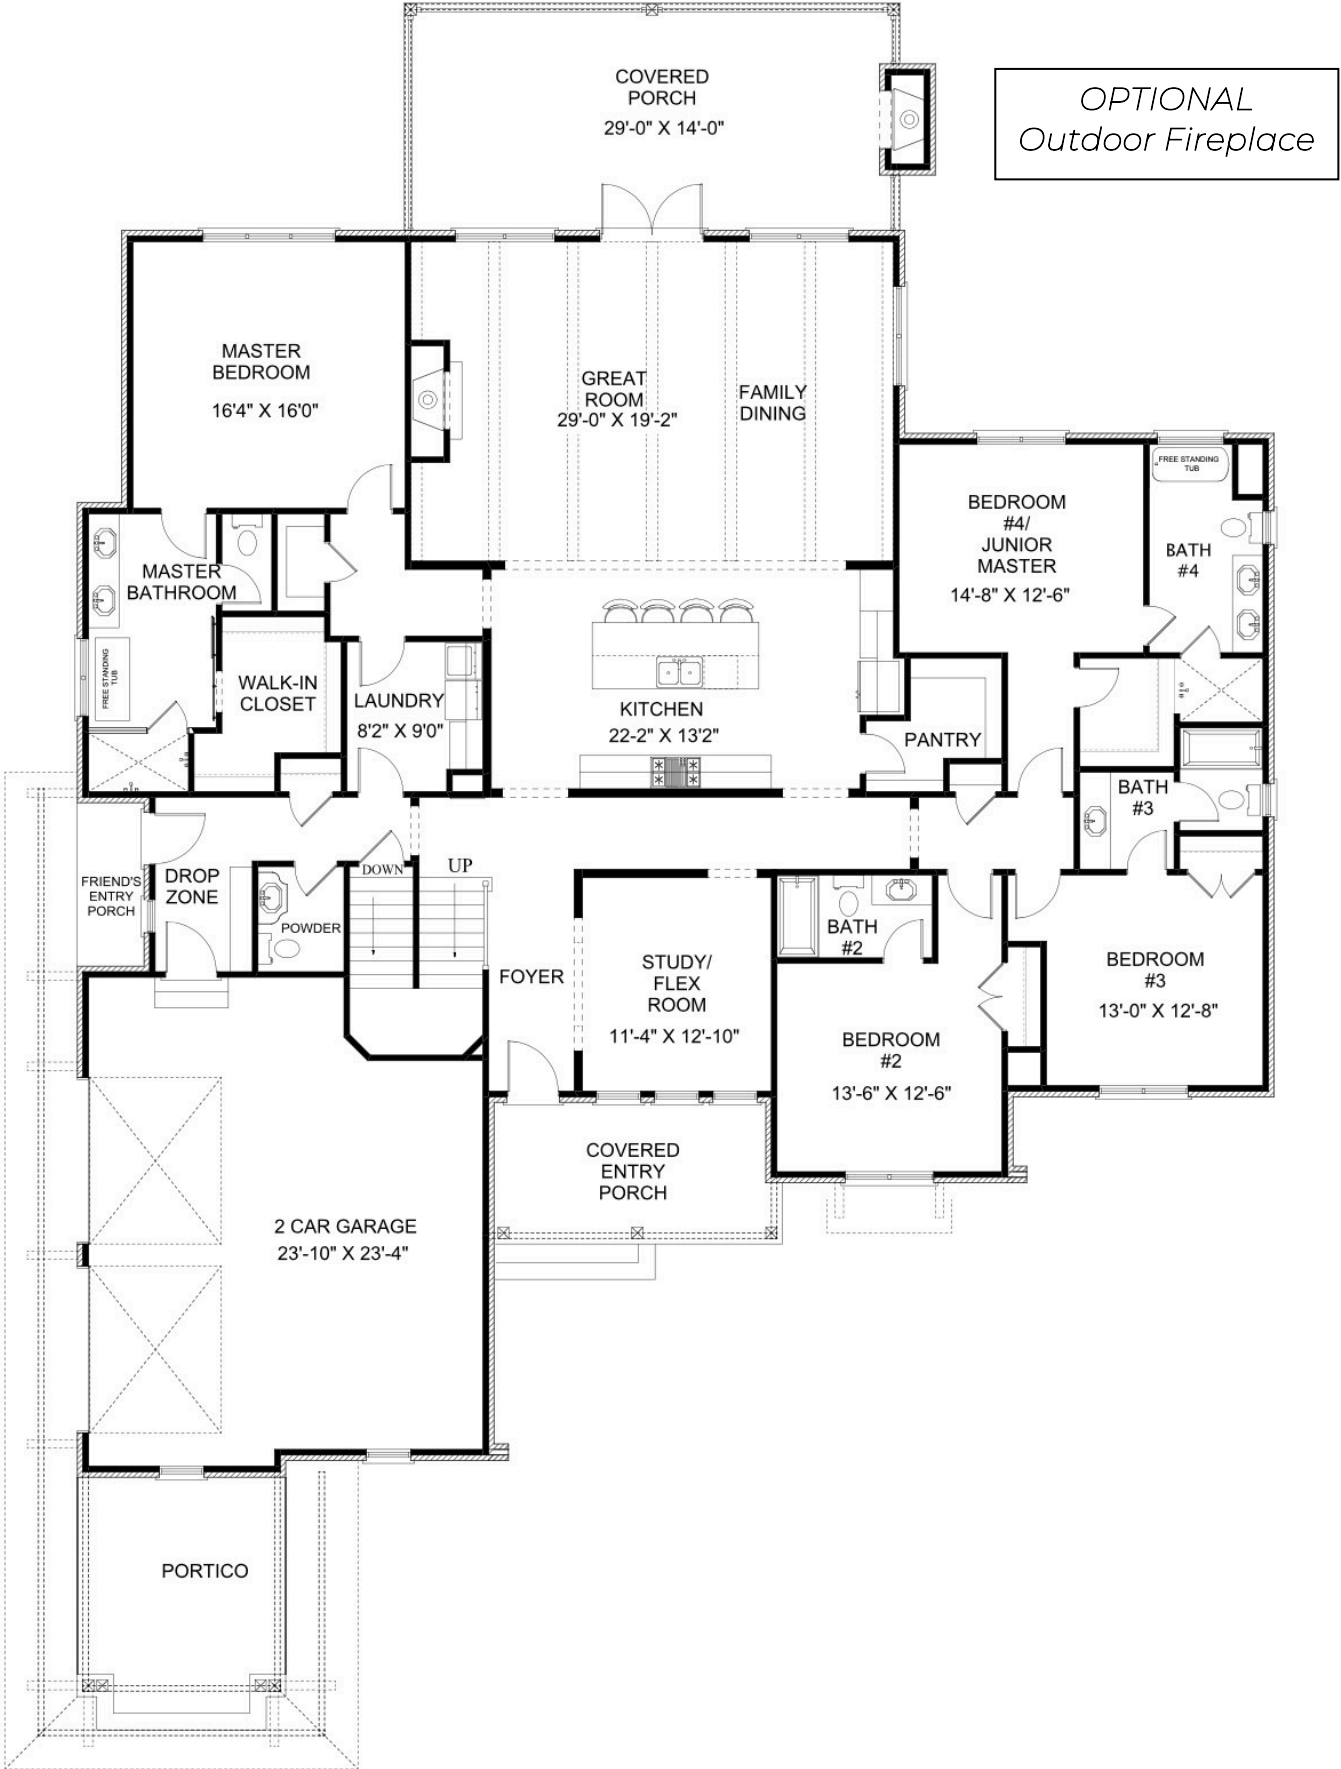 COVERED
PORCH
29'-0" X 14'-0"
OPTIONAL
Outdoor Fireplace
MASTER
BEDROOM
16'4" X 16'0"
GREAT
ROOM
29'-0" X 19'-2"
FAMILY
DINING
FREE STANDING
TUB
BEDROOM
#4/
JUNIOR
MASTER
14'-8" X 12'-6"
BATH
#4
MASTER
BATHROOM
FREE STANDING
TUB
WALK-IN
CLOSET
LAUNDRY
8'2" X 9'0"
KITCHEN
22-2" X 13'2"
PANTRY
BATH
#3
FRIEND'S
ENTRY
PORCH
DROP
ZONE
POWDER
DOWN
UP
FOYER
STUDY/
FLEX
ROOM
11'-4" X 12'-10"
BATH
#2
BEDROOM
#2
13'-6" X 12'-6"
BEDROOM
#3
13'-0" X 12'-8"
COVERED
ENTRY
PORCH
2 CAR GARAGE
23'-10" X 23'-4"
PORTICO